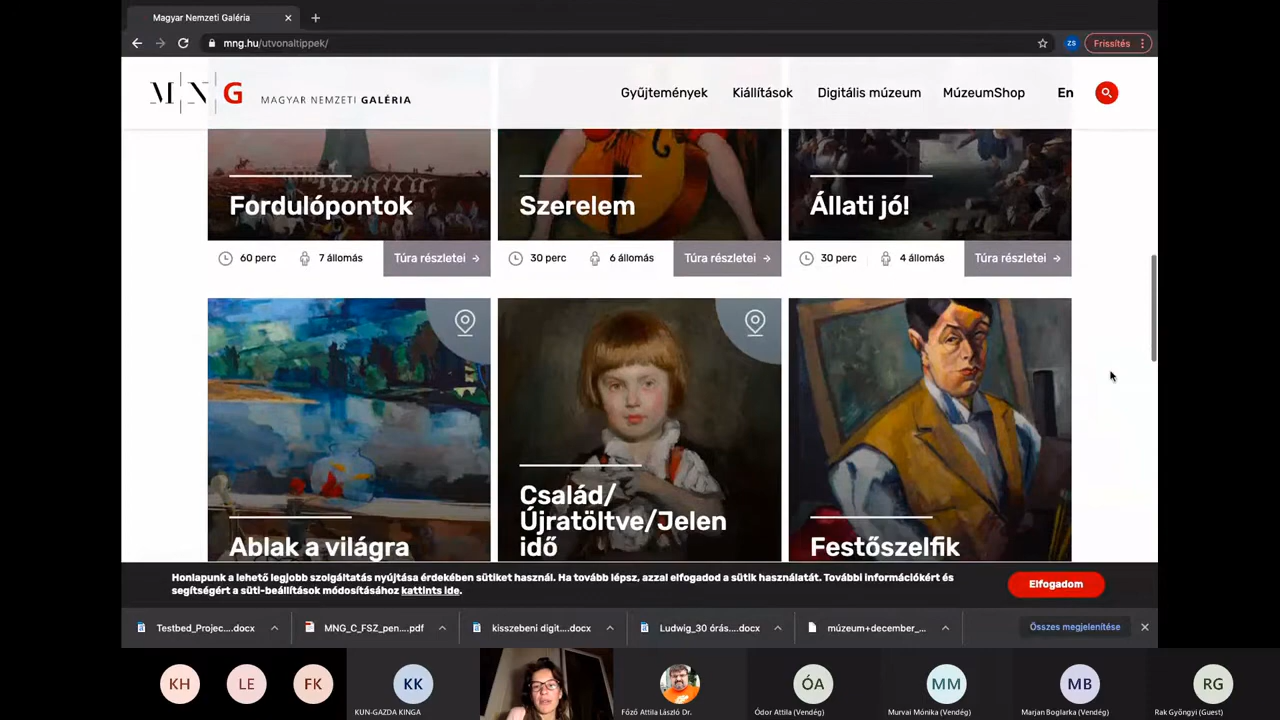 Magyar Nemzeti Galéria
mng.hu/utvonaltippek/
ZS
Frissítés
MNG MAGYAR NEMZETI GALÉRIA
Gyűjtemények Kiállítások Digitális múzeum MúzeumShop En
Fordulópontok
60 perc 7 állomás Túra részletei →
Szerelem
30 perc 6 állomás Túra részletei →
Állati jó!
30 perc 4 állomás Túra részletei →
Ablak a világra
Család/
Újratöltve/Jelen
idő
Festőszelfik
Honlapunk a lehető legjobb szolgáltatás nyújtása érdekében sütiket használ. Ha tovább lépsz, azzal elfogadod a sütik használatát. További információkért és
segítségért a süti-beállítások módosításához kattints ide.
Elfogadom
Testbed_Projec....docx
MNG_C_FSZ_pen....pdf
kisszebeni digit....docx
Ludwig_30 órás....docx
múzeum+december_...
Összes megjelenítése
KH
LE
FK
KK
KUN-GAZDA KINGA
Főző Attila László Dr.
ÓA
Ódor Attila (Vendég)
MM
Murvai Mónika (Vendég)
MB
Marjan Boglarka (Vendég)
RG
Rak Gyöngyi (Guest)